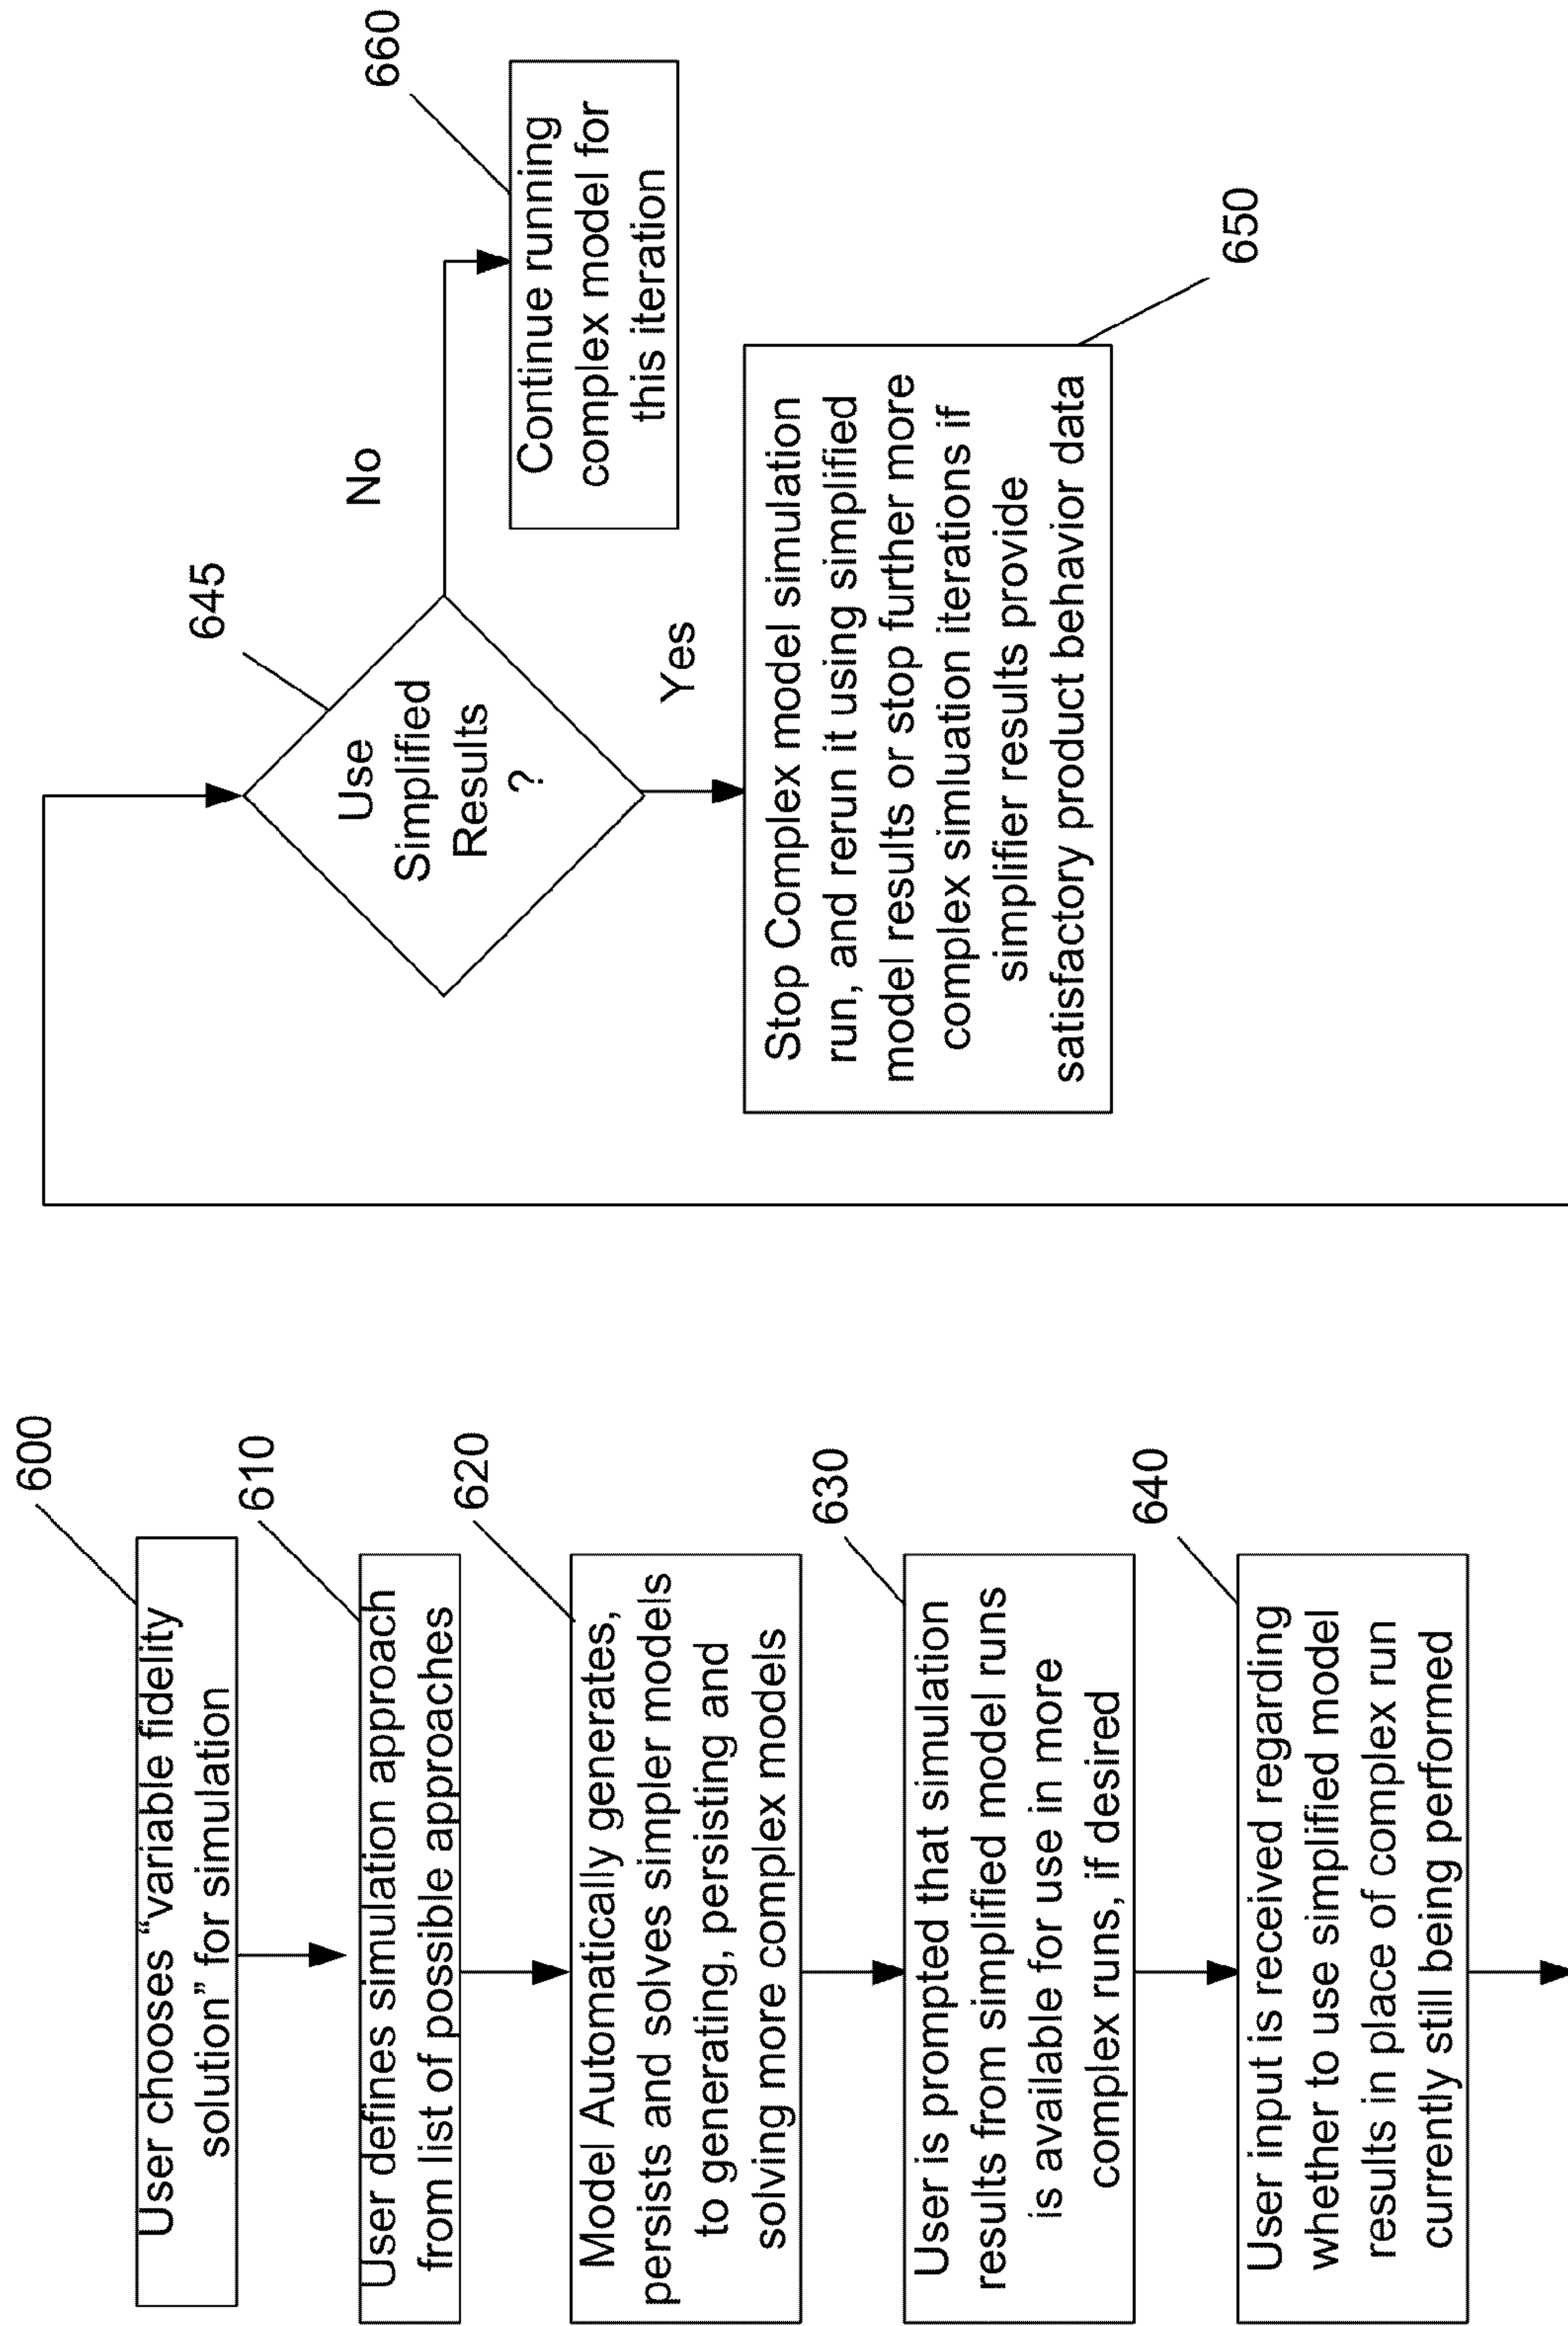 600
User chooses “variable fidelity
solution” for simulation
610
User defines simulation approach
from list of possible approaches
620
Model Automatically generates,
persists and solves simpler models
to generating, persisting and
solving more complex models
630
User is prompted that simulation
results from simplified model runs
is available for use in more
complex runs, if desired
640
User input is received regarding
whether to use simplified model
results in place of complex run
currently still being performed
645
Use
Simplified
Results
?
No
660
Continue running
complex model for
this iteration
Yes
Stop Complex model simulation
run, and rerun it using simplified
model results or stop further more
complex simluation iterations if
simplifier results provide
satisfactory product behavior data
650